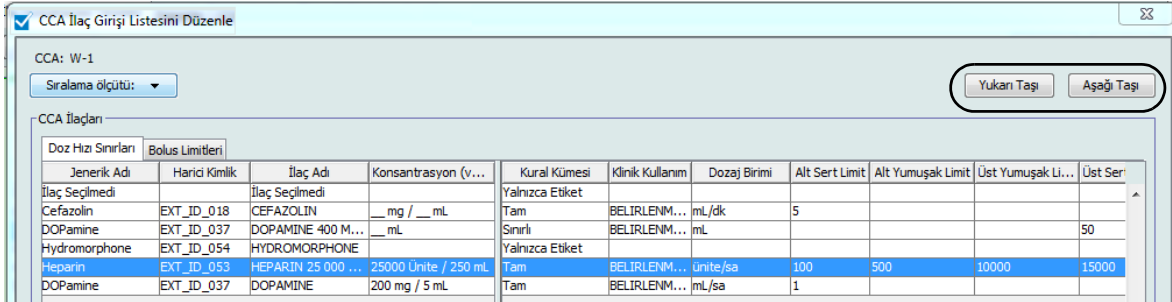 CCA İlaç Girişi Listesini Düzenle
CCA: W-1
Sıralama ölçütü: Yukarı Taşı Aşağı Taşı
CCA İlaçları
Doz Hızı Sınırları Bolus Limitleri
Jenerik Adı Harici Kimlik İlaç Adı Konsantrasyon (v... Kural Kümesi Klinik Kullanım Dozaj Birimi Alt Sert Limit Alt Yumuşak Limit Üst Yumuşak Li... Üst Ser
İlaç Seçilmedi İlaç Seçilmedi Yalnızca Etiket
Cefazolin EXT_ID_018 CEFAZOLIN __ mg / __ mL Tam BELIRLENM... mL/dk 5
DOPamine EXT_ID_037 DOPAMINE 400 M... __ mL Sınırlı BELIRLENM... mL 50
Hydromorphone EXT_ID_054 HYDROMORPHONE Yalnızca Etiket
Heparin EXT_ID_053 HEPARIN 25 000 ... 25000 Ünite / 250 mL Tam BELIRLENM... ünite/sa 100 500 10000 15000
DOPamine EXT_ID_037 DOPAMINE 200 mg / 5 mL Tam BELIRLENM... mL/sa 1